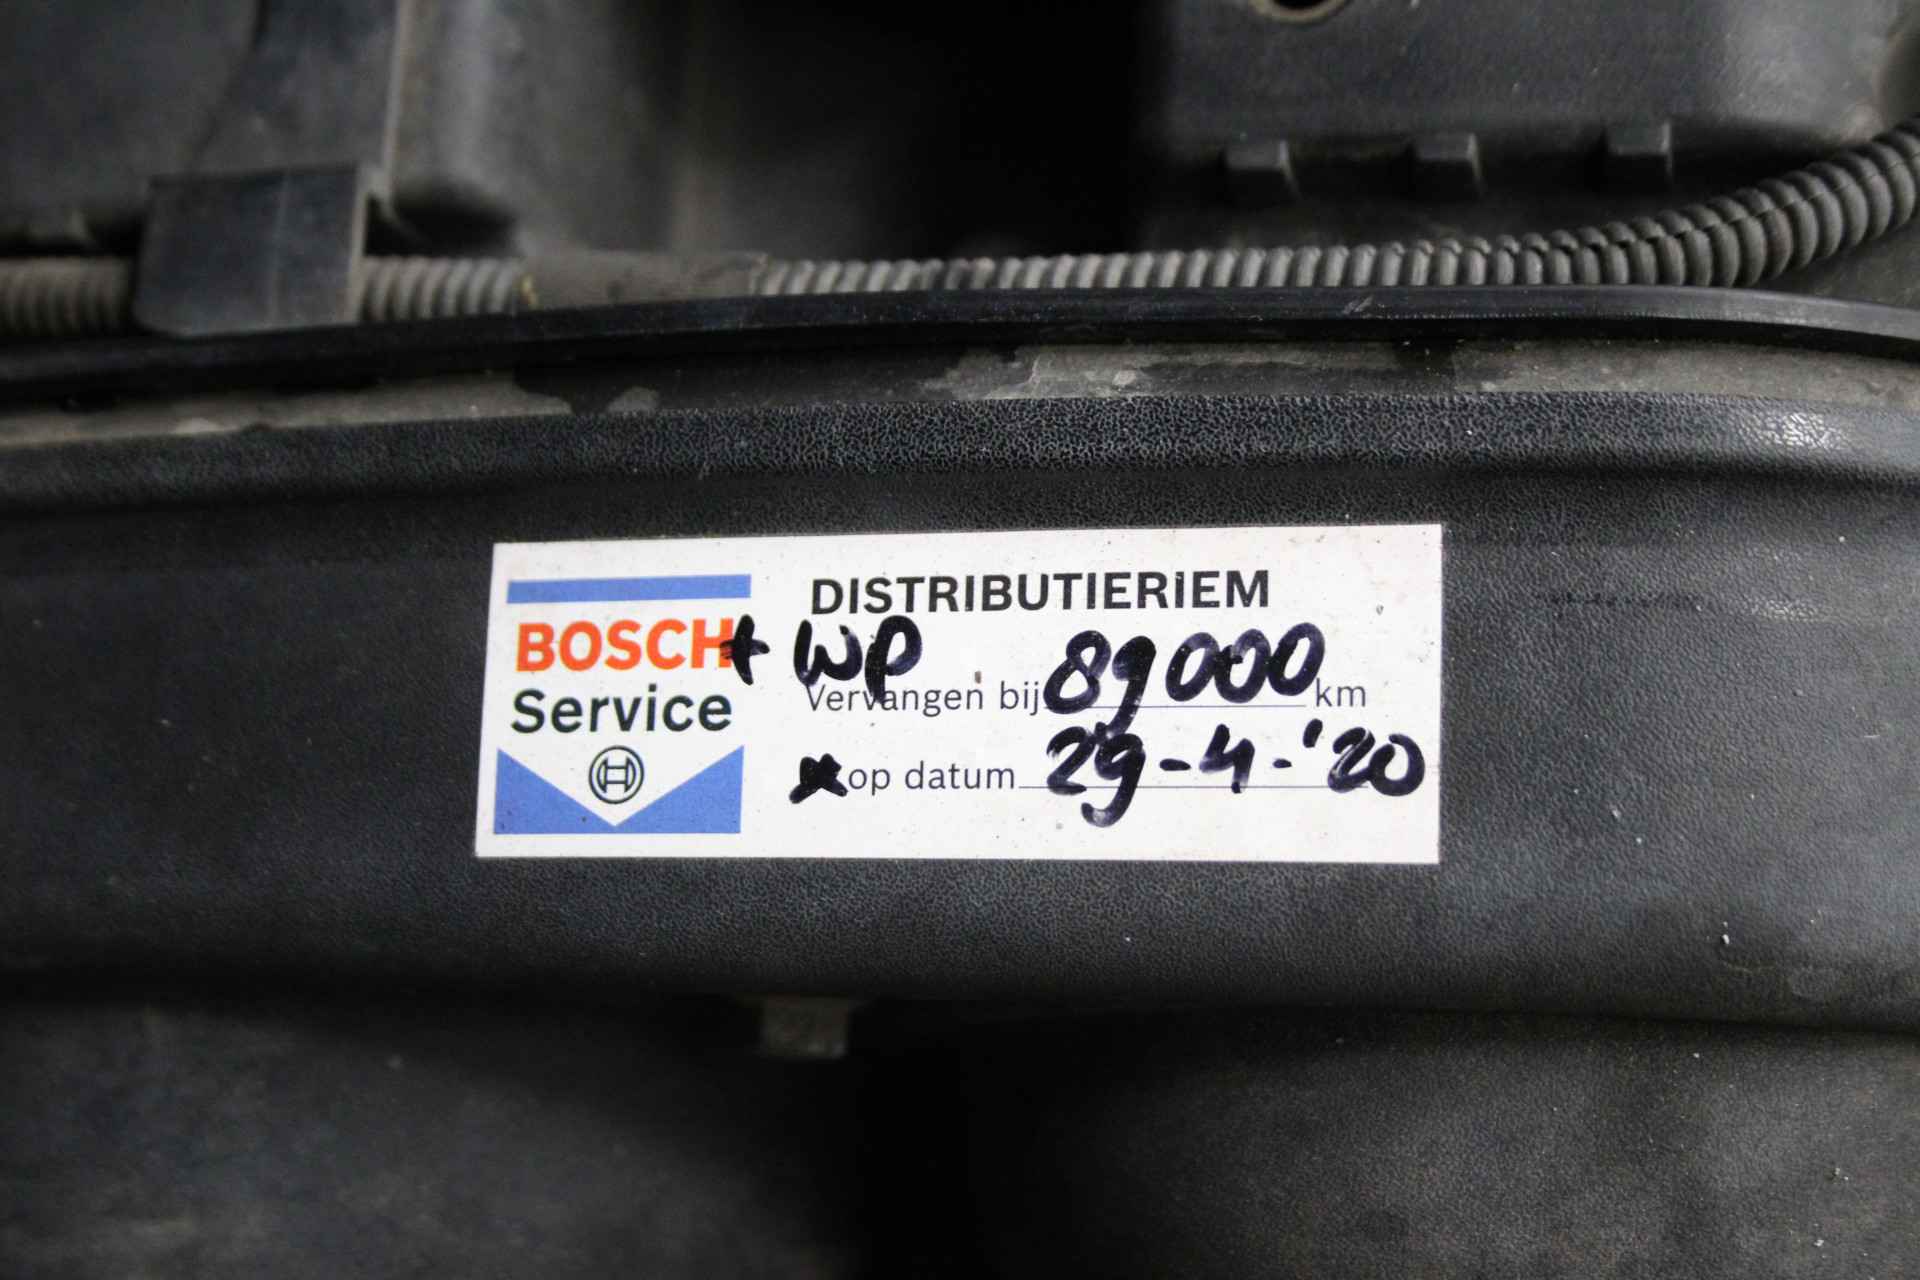 DISTRIBUTIERIEM
BOSCH + WP
Service
Vervangen bij 89000 km
op datum 29-4-'20